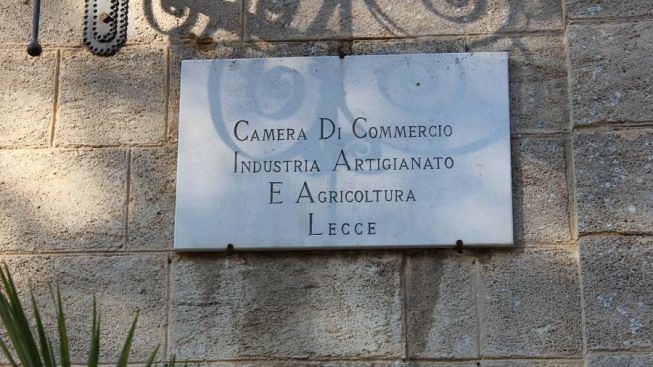 Camera Di Commercio
Industria Artigianato
E Agricoltura
Lecce